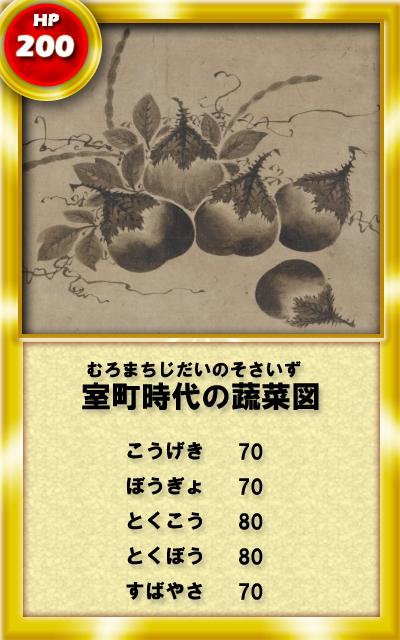 HP
200
むろまちじだいのそさいず
室町時代の蔬菜図
こうげき 70
ぼうぎょ 70
とくこう 80
とくぼう 80
すばやさ 70